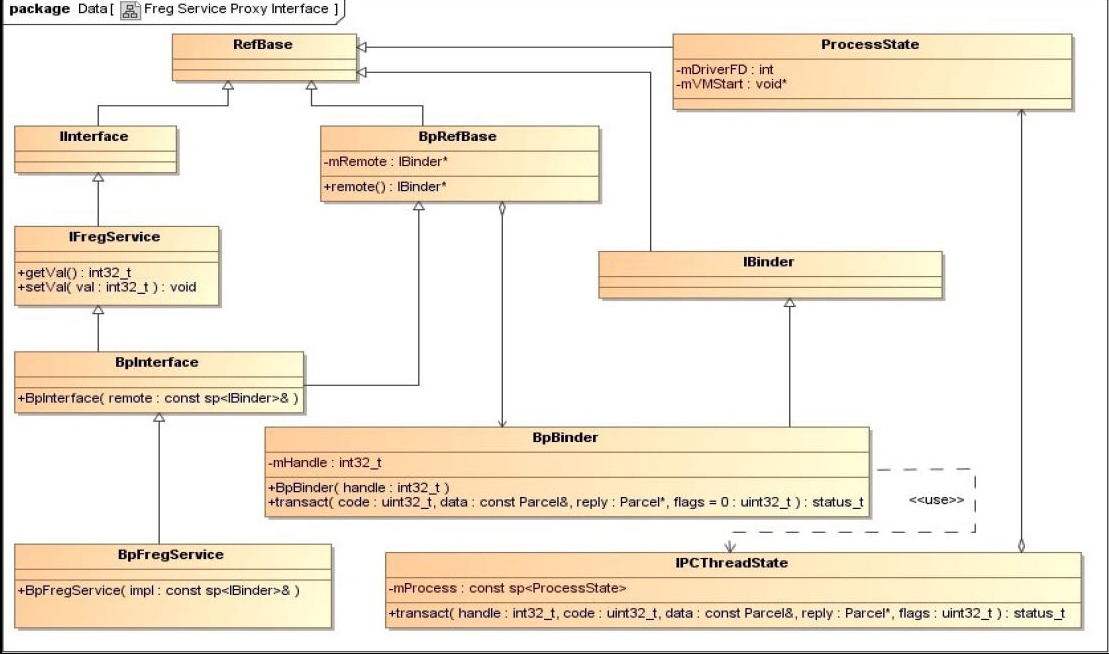 package Data[ Freg Service Proxy Interface ]
RefBase
ProcessState
-mDriverFD : int
-mVMStart : void*
IInterface
BpRefBase
-mRemote : IBinder*
+remote() : IBinder*
IFregService
+getVal() : int32_t
+setVal( val : int32_t ) : void
IBinder
BpInterface
+BpInterface( remote : const sp<IBinder>& )
BpBinder
-mHandle : int32_t
+BpBinder( handle : int32_t )
+transact( code : uint32_t, data : const Parcel&, reply : Parcel*, flags = 0 : uint32_t ) : status_t
<<use>>
BpFregService
+BpFregService( impl : const sp<IBinder>& )
IPCThreadState
-mProcess : const sp<ProcessState>
+transact( handle : int32_t, code : uint32_t, data : const Parcel&, reply : Parcel*, flags : uint32_t ) : status_t